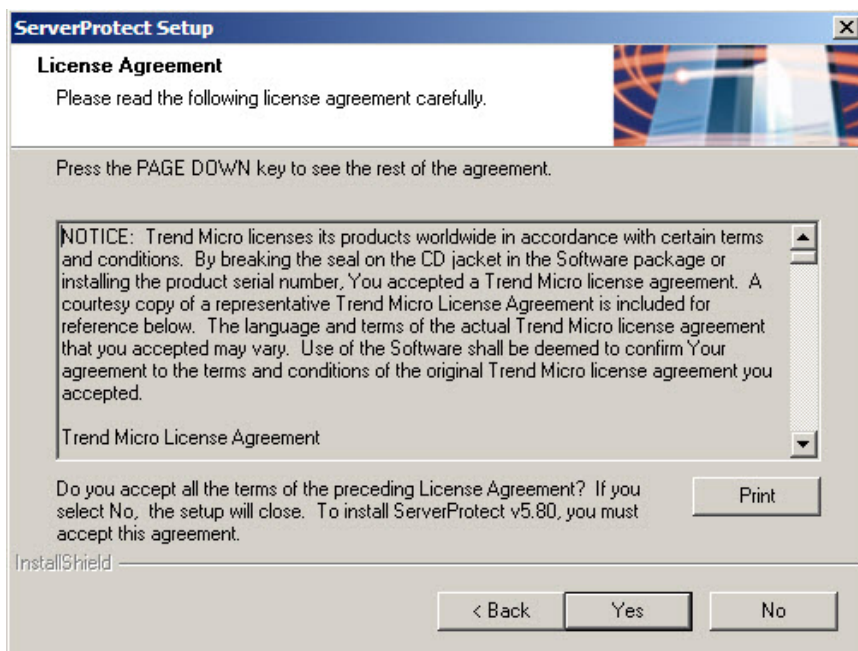 ServerProtect Setup
License Agreement
Please read the following license agreement carefully.
Press the PAGE DOWN key to see the rest of the agreement.
NOTICE:  Trend Micro licenses its products worldwide in accordance with certain terms
and conditions.  By breaking the seal on the CD jacket in the Software package or
installing the product serial number, You accepted a Trend Micro license agreement.  A
courtesy copy of a representative Trend Micro License Agreement is included for
reference below.  The language and terms of the actual Trend Micro license agreement
that you accepted may vary.  Use of the Software shall be deemed to confirm Your
agreement to the terms and conditions of the original Trend Micro license agreement you
accepted.
Trend Micro License Agreement
Do you accept all the terms of the preceding License Agreement?  If you
select No,  the setup will close.  To install ServerProtect v5.80, you must
accept this agreement.
Print
InstallShield
< Back
Yes
No